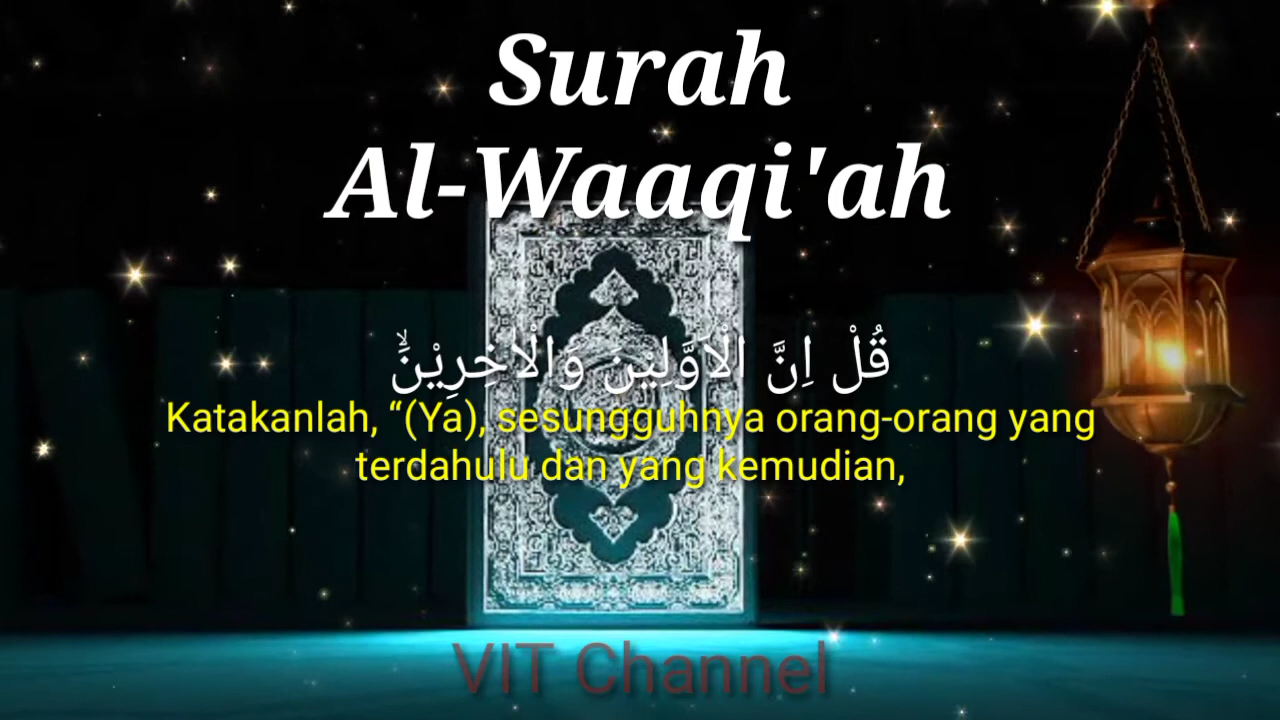 Surah
Al-Waaqi'ah
قُلْ اِنَّ الْاَوَّلِيْنَ وَالْاٰخِرِيْنَۙ
Katakanlah, “(Ya), sesungguhnya orang-orang yang
terdahulu dan yang kemudian,
VIT Channel